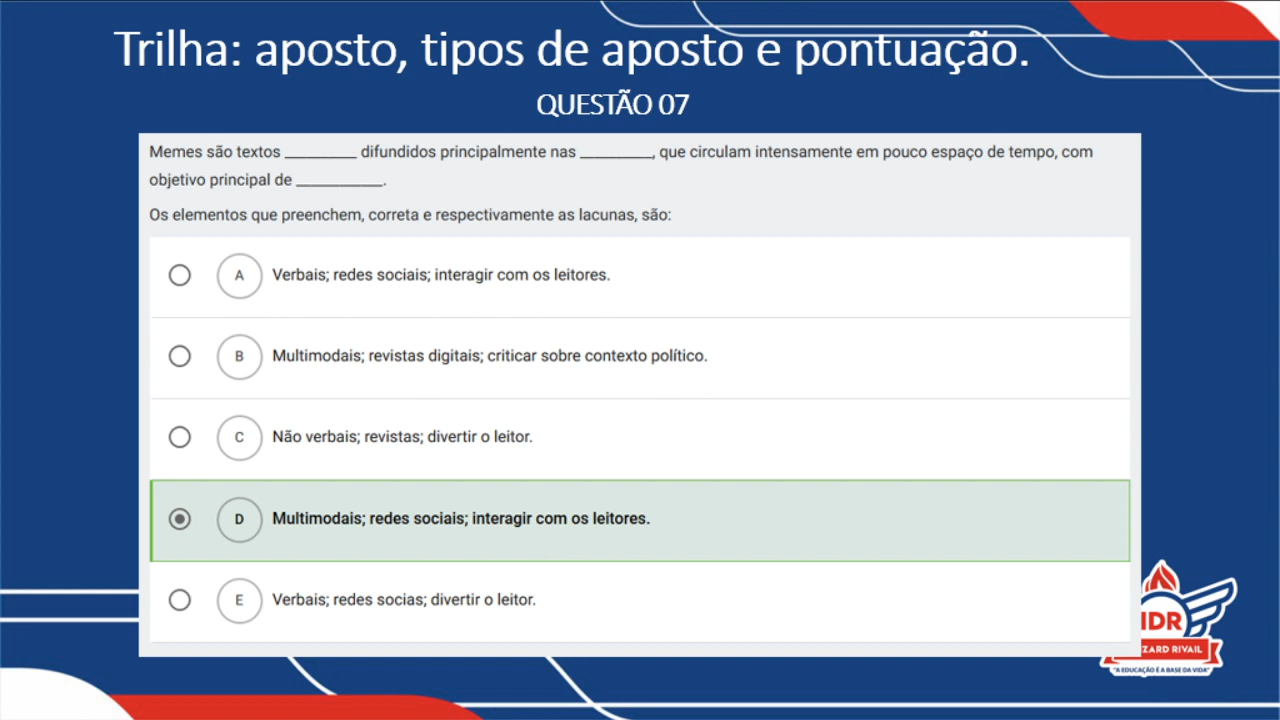 Trilha: aposto, tipos de aposto e pontuação.
QUESTÃO 07
Memes são textos _________ difundidos principalmente nas _________, que circulam intensamente em pouco espaço de tempo, com
objetivo principal de ___________.
Os elementos que preenchem, correta e respectivamente as lacunas, são:
A Verbais; redes sociais; interagir com os leitores.
B Multimodais; revistas digitais; criticar sobre contexto político.
C Não verbais; revistas; divertir o leitor.
D Multimodais; redes sociais; interagir com os leitores.
E Verbais; redes socias; divertir o leitor.
IDR
ZARD RIVAIL
"A EDUCAÇÃO É A BASE DA VIDA"